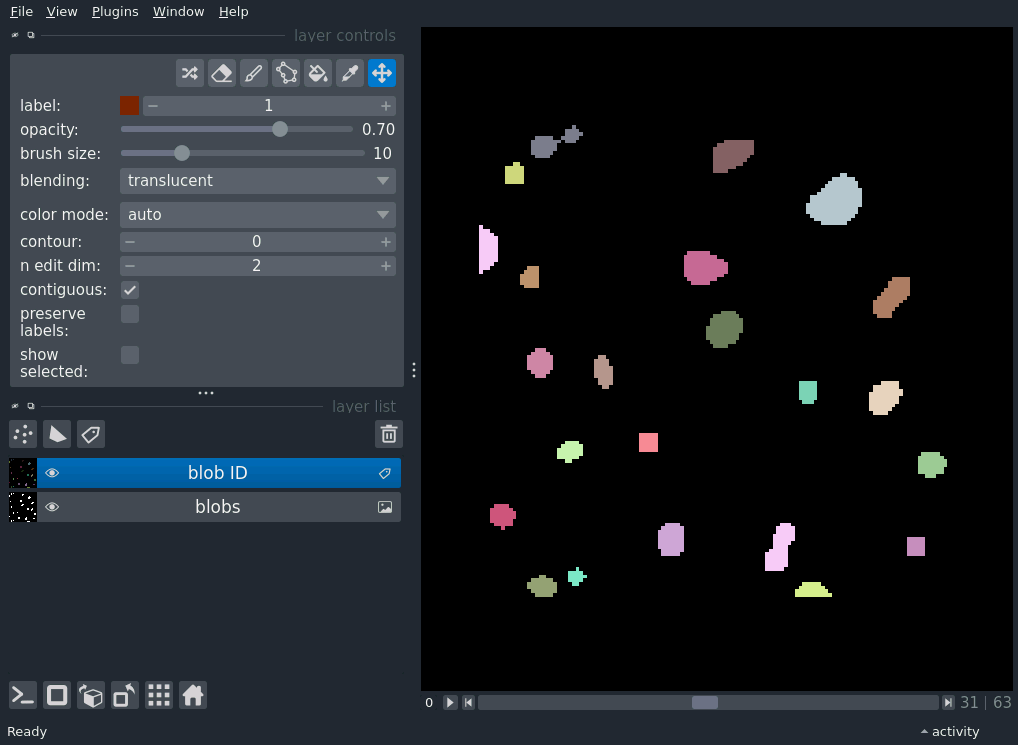 File View Plugins Window Help
layer controls
label: 1
opacity: 0.70
brush size: 10
blending: translucent
color mode: auto
contour: 0
n edit dim: 2
contiguous:
preserve
labels:
show
selected:
layer list
blob ID
blobs
0 31 | 63
Ready activity